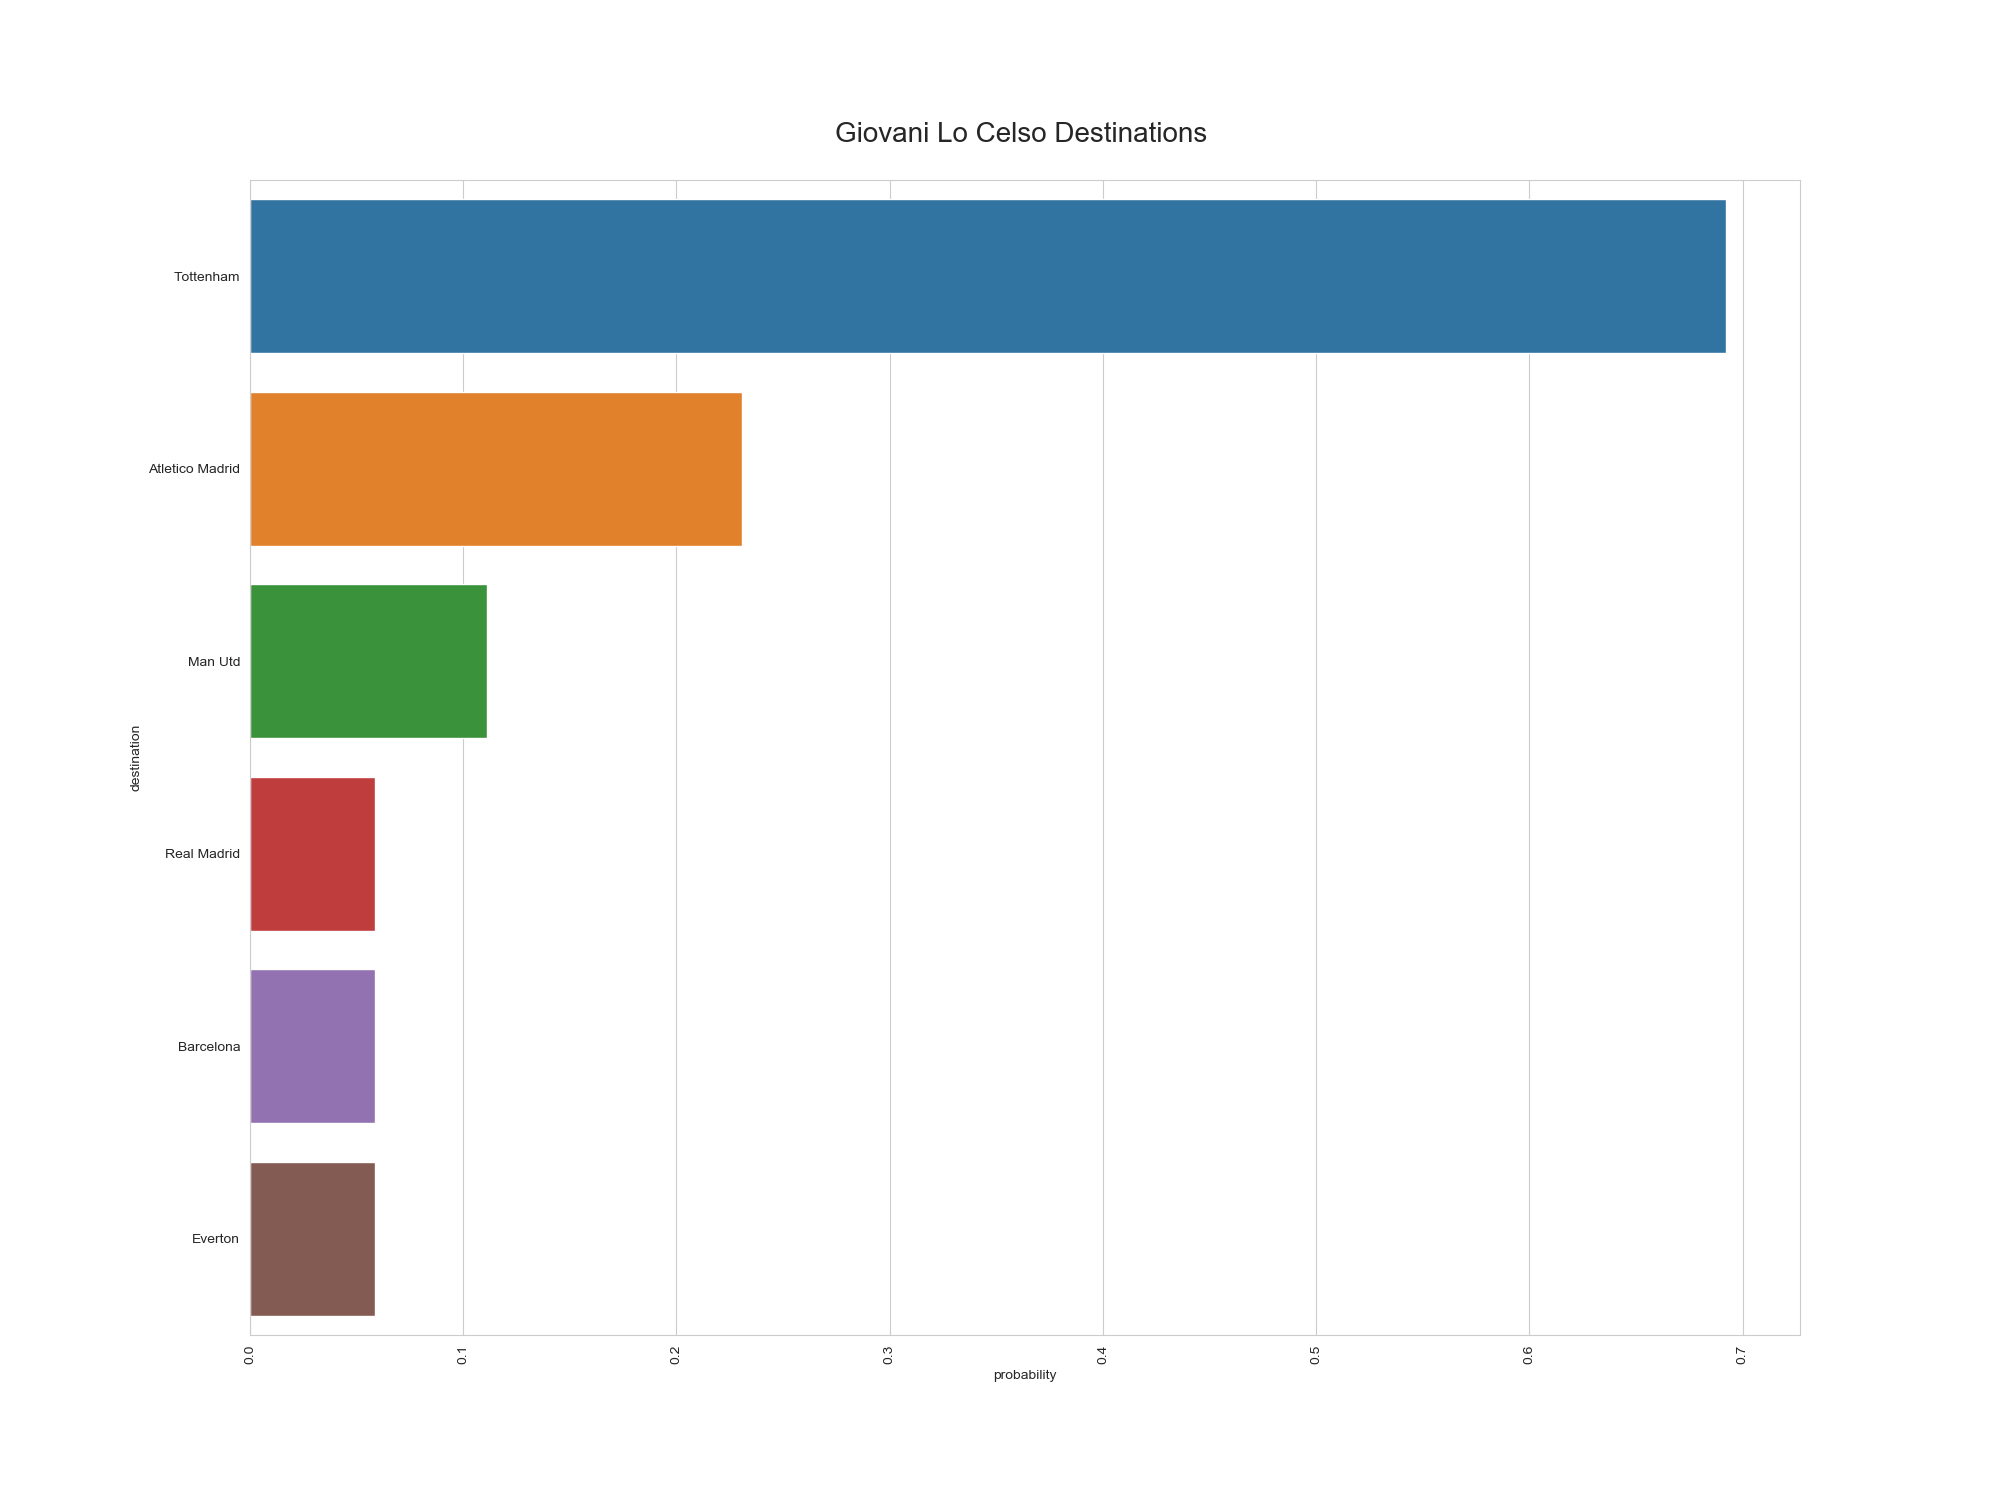 Giovani Lo Celso Destinations
Tottenham
Atletico Madrid
Man Utd
Real Madrid
Barcelona
Everton
destination
0.0 0.1 0.2 0.3 0.4 0.5 0.6 0.7
probability